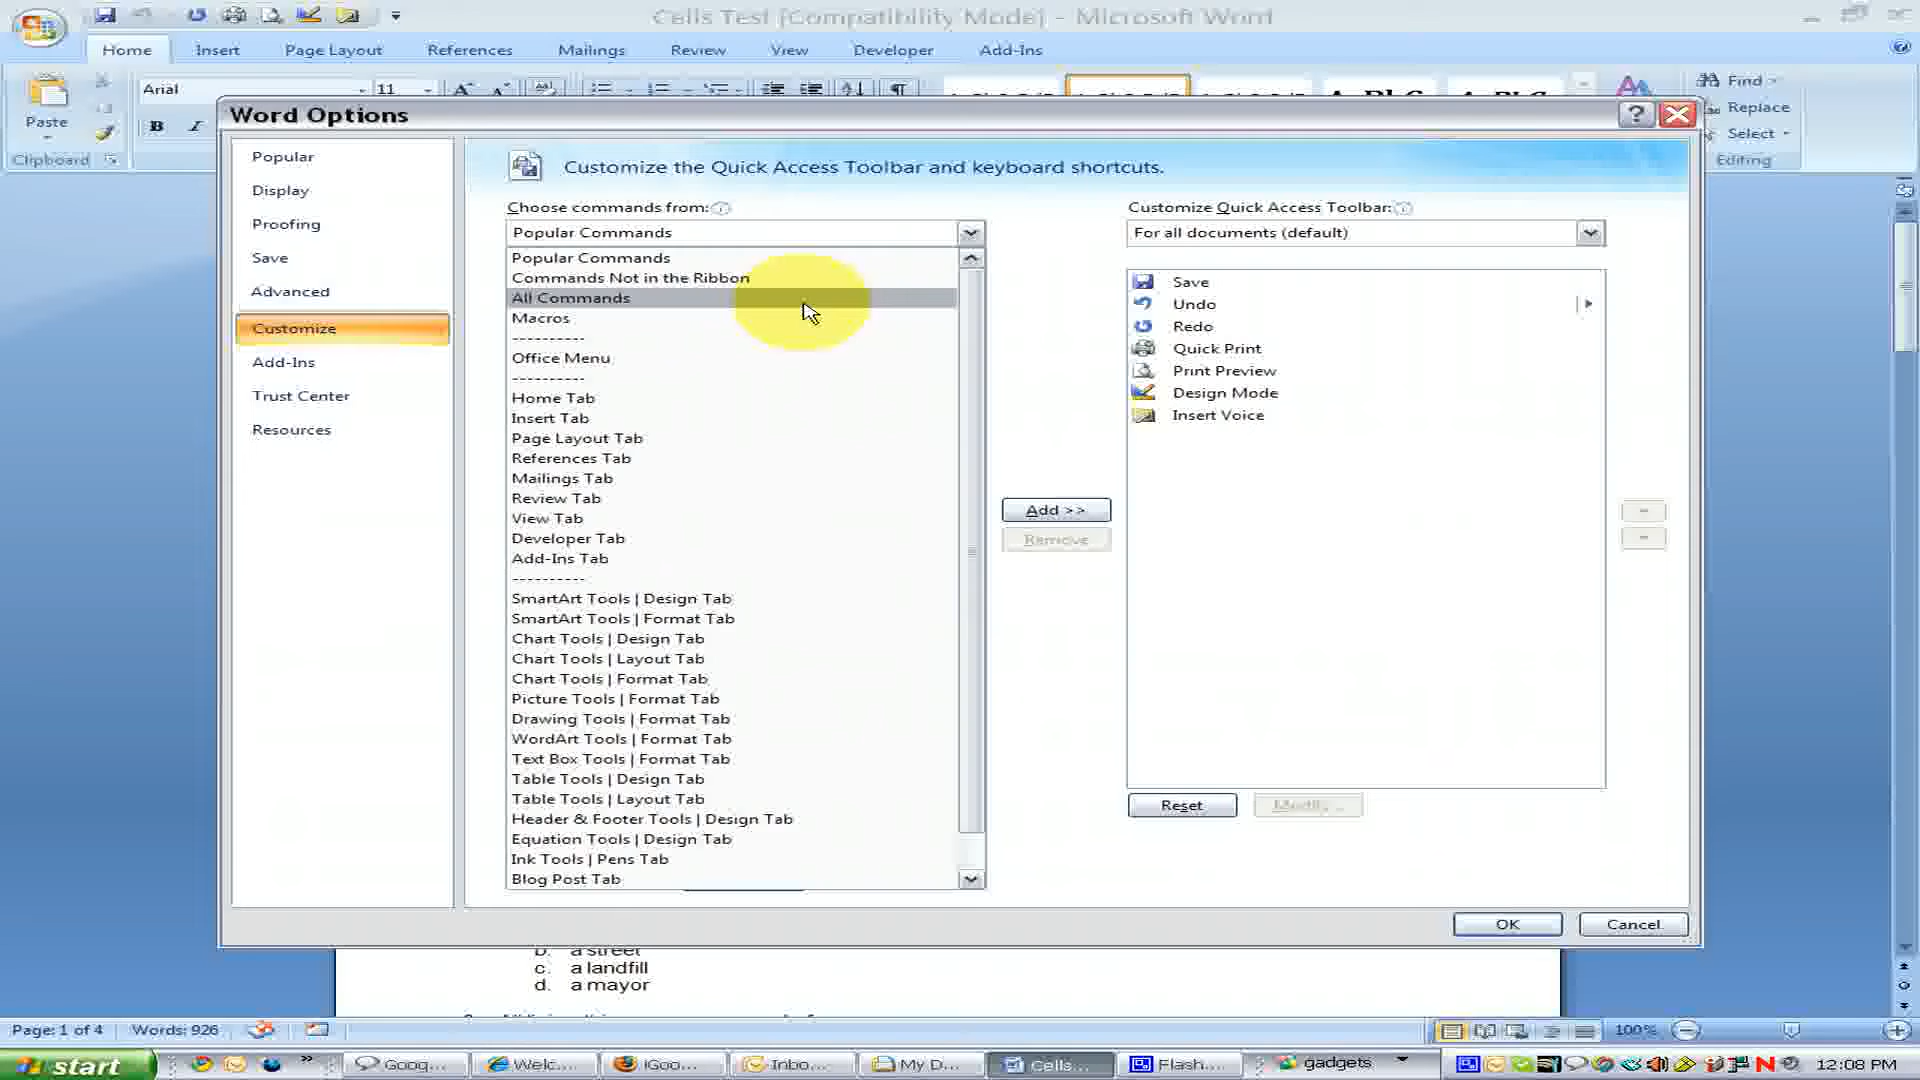 Cells Test [Compatibility Mode] - Microsoft Word
Home Insert Page Layout References Mailings Review View Developer Add-Ins
Arial 11
Find
Replace
Select
Paste
B I
Clipboard
Editing
Word Options
Popular
Display
Proofing
Save
Advanced
Customize
Add-Ins
Trust Center
Resources
Customize the Quick Access Toolbar and keyboard shortcuts.
Choose commands from:
Popular Commands
Popular Commands
Commands Not in the Ribbon
All Commands
Macros
----------
Office Menu
----------
Home Tab
Insert Tab
Page Layout Tab
References Tab
Mailings Tab
Review Tab
View Tab
Developer Tab
Add-Ins Tab
----------
SmartArt Tools | Design Tab
SmartArt Tools | Format Tab
Chart Tools | Design Tab
Chart Tools | Layout Tab
Chart Tools | Format Tab
Picture Tools | Format Tab
Drawing Tools | Format Tab
WordArt Tools | Format Tab
Text Box Tools | Format Tab
Table Tools | Design Tab
Table Tools | Layout Tab
Header & Footer Tools | Design Tab
Equation Tools | Design Tab
Ink Tools | Pens Tab
Blog Post Tab
Add >>
Remove
Customize Quick Access Toolbar:
For all documents (default)
Save
Undo
Redo
Quick Print
Print Preview
Design Mode
Insert Voice
Reset Modify...
OK Cancel
b. a street
c. a landfill
d. a mayor
Page: 1 of 4 Words: 926
100%
start Goog... Welc... iGoo... Inbo... My D... Cells... Flash... gadgets 12:08 PM